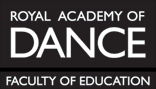 ROYAL ACADEMY OF
DANCE
FACULTY OF EDUCATION